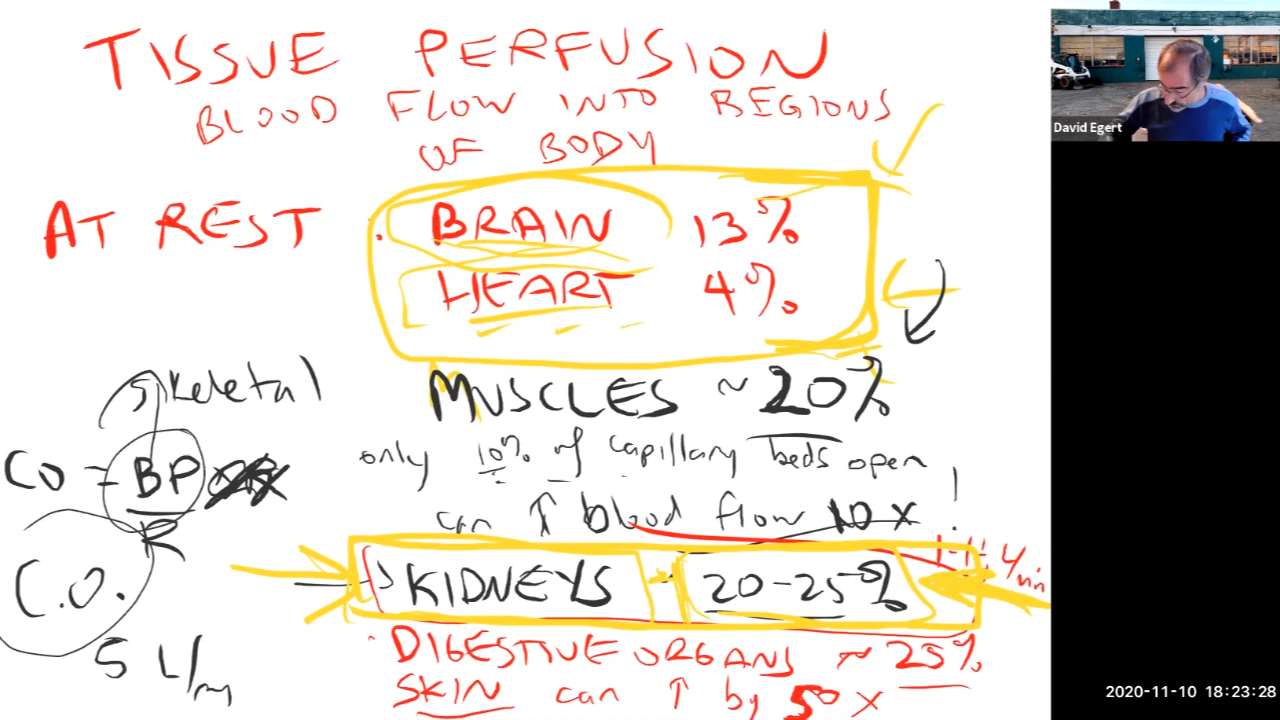 TISSUE PERFUSION
BLOOD FLOW INTO REGIONS
OF BODY
AT REST
BRAIN 13%
HEART 4%
MUSCLES ~ 20%
skeletal
only 10% of capillary beds open
can ↑ blood flow 10 x !
CO = BP
R
C.O.
5 L/m
KIDNEYS - 20-25%
DIGESTIVE ORGANS ~ 25%
SKIN can ↑ by 50 x
David Egert
2020-11-10 18:23:28